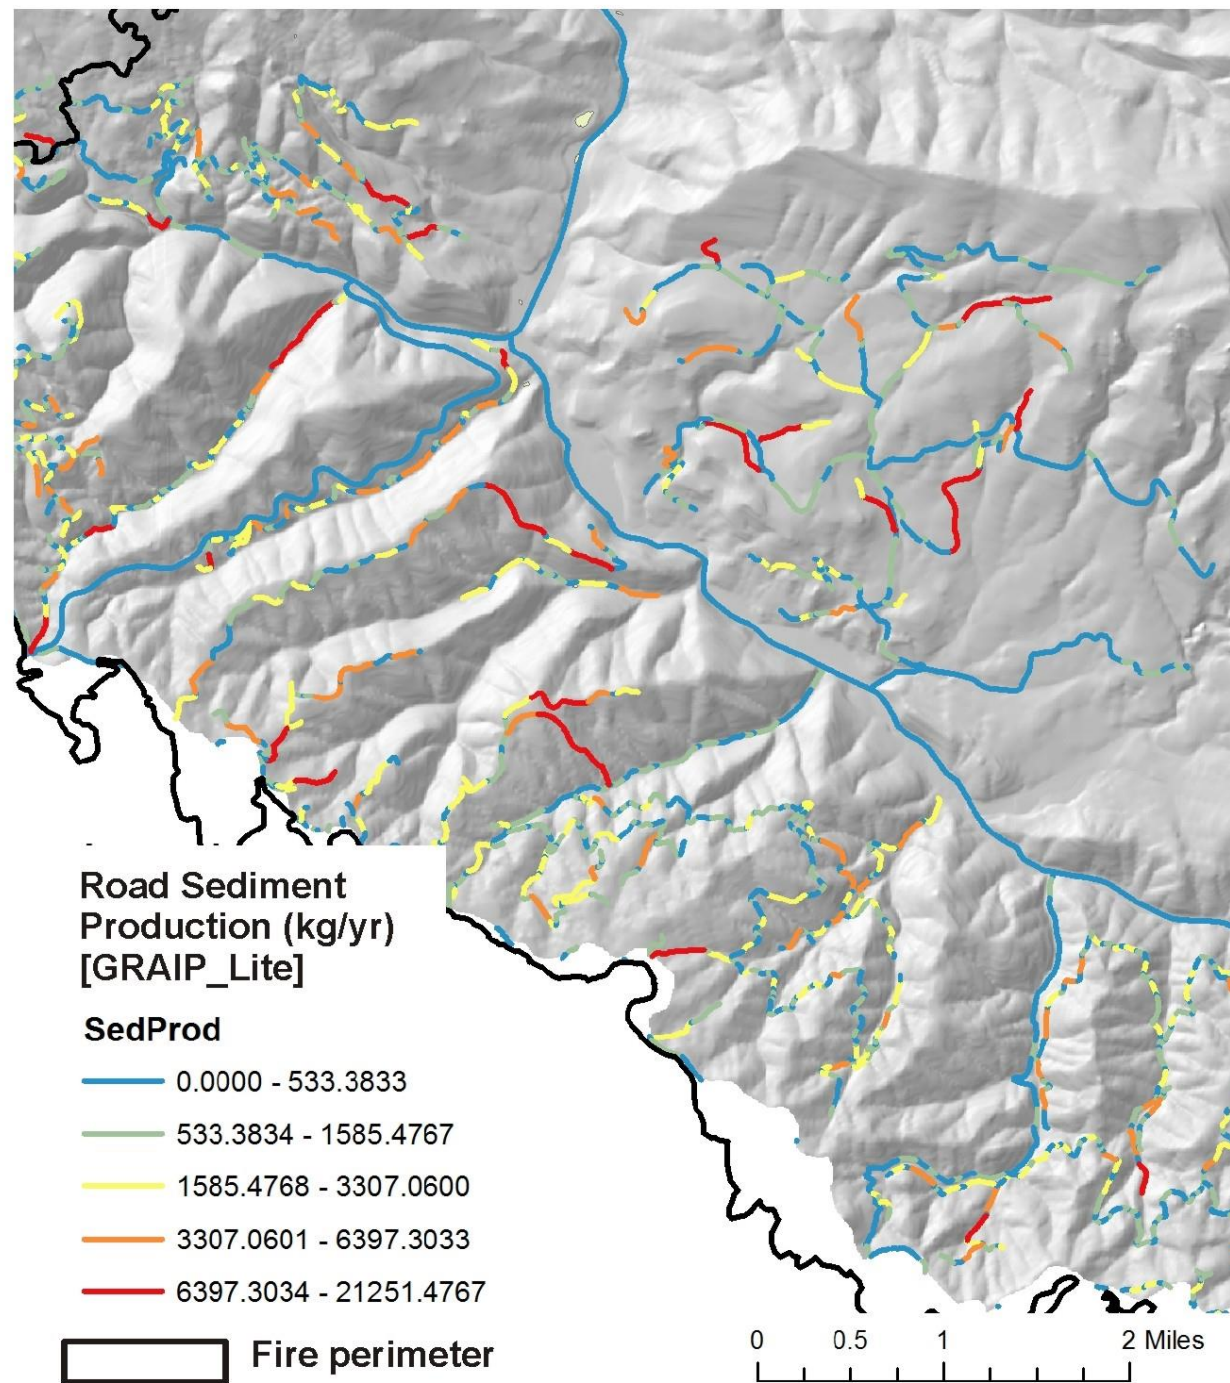 Road Sediment
Production (kg/yr)
[GRAIP_Lite]
SedProd
0.0000 - 533.3833
533.3834 - 1585.4767
1585.4768 - 3307.0600
3307.0601 - 6397.3033
6397.3034 - 21251.4767
Fire perimeter
0 0.5 1 2 Miles